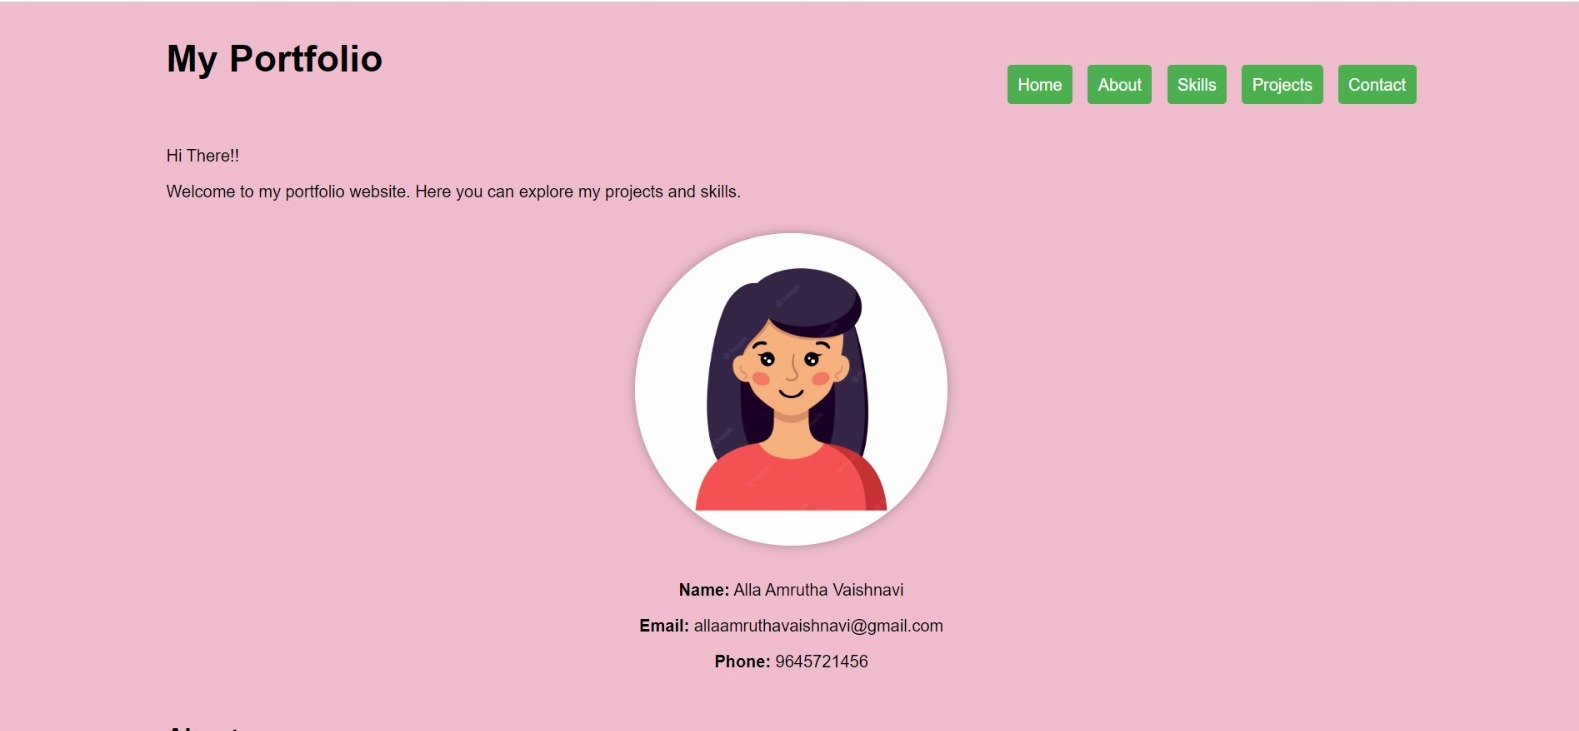 My Portfolio
Home About Skills Projects Contact
Hi There!!
Welcome to my portfolio website. Here you can explore my projects and skills.
Name: Alla Amrutha Vaishnavi
Email: allaamruthavaishnavi@gmail.com
Phone: 9645721456